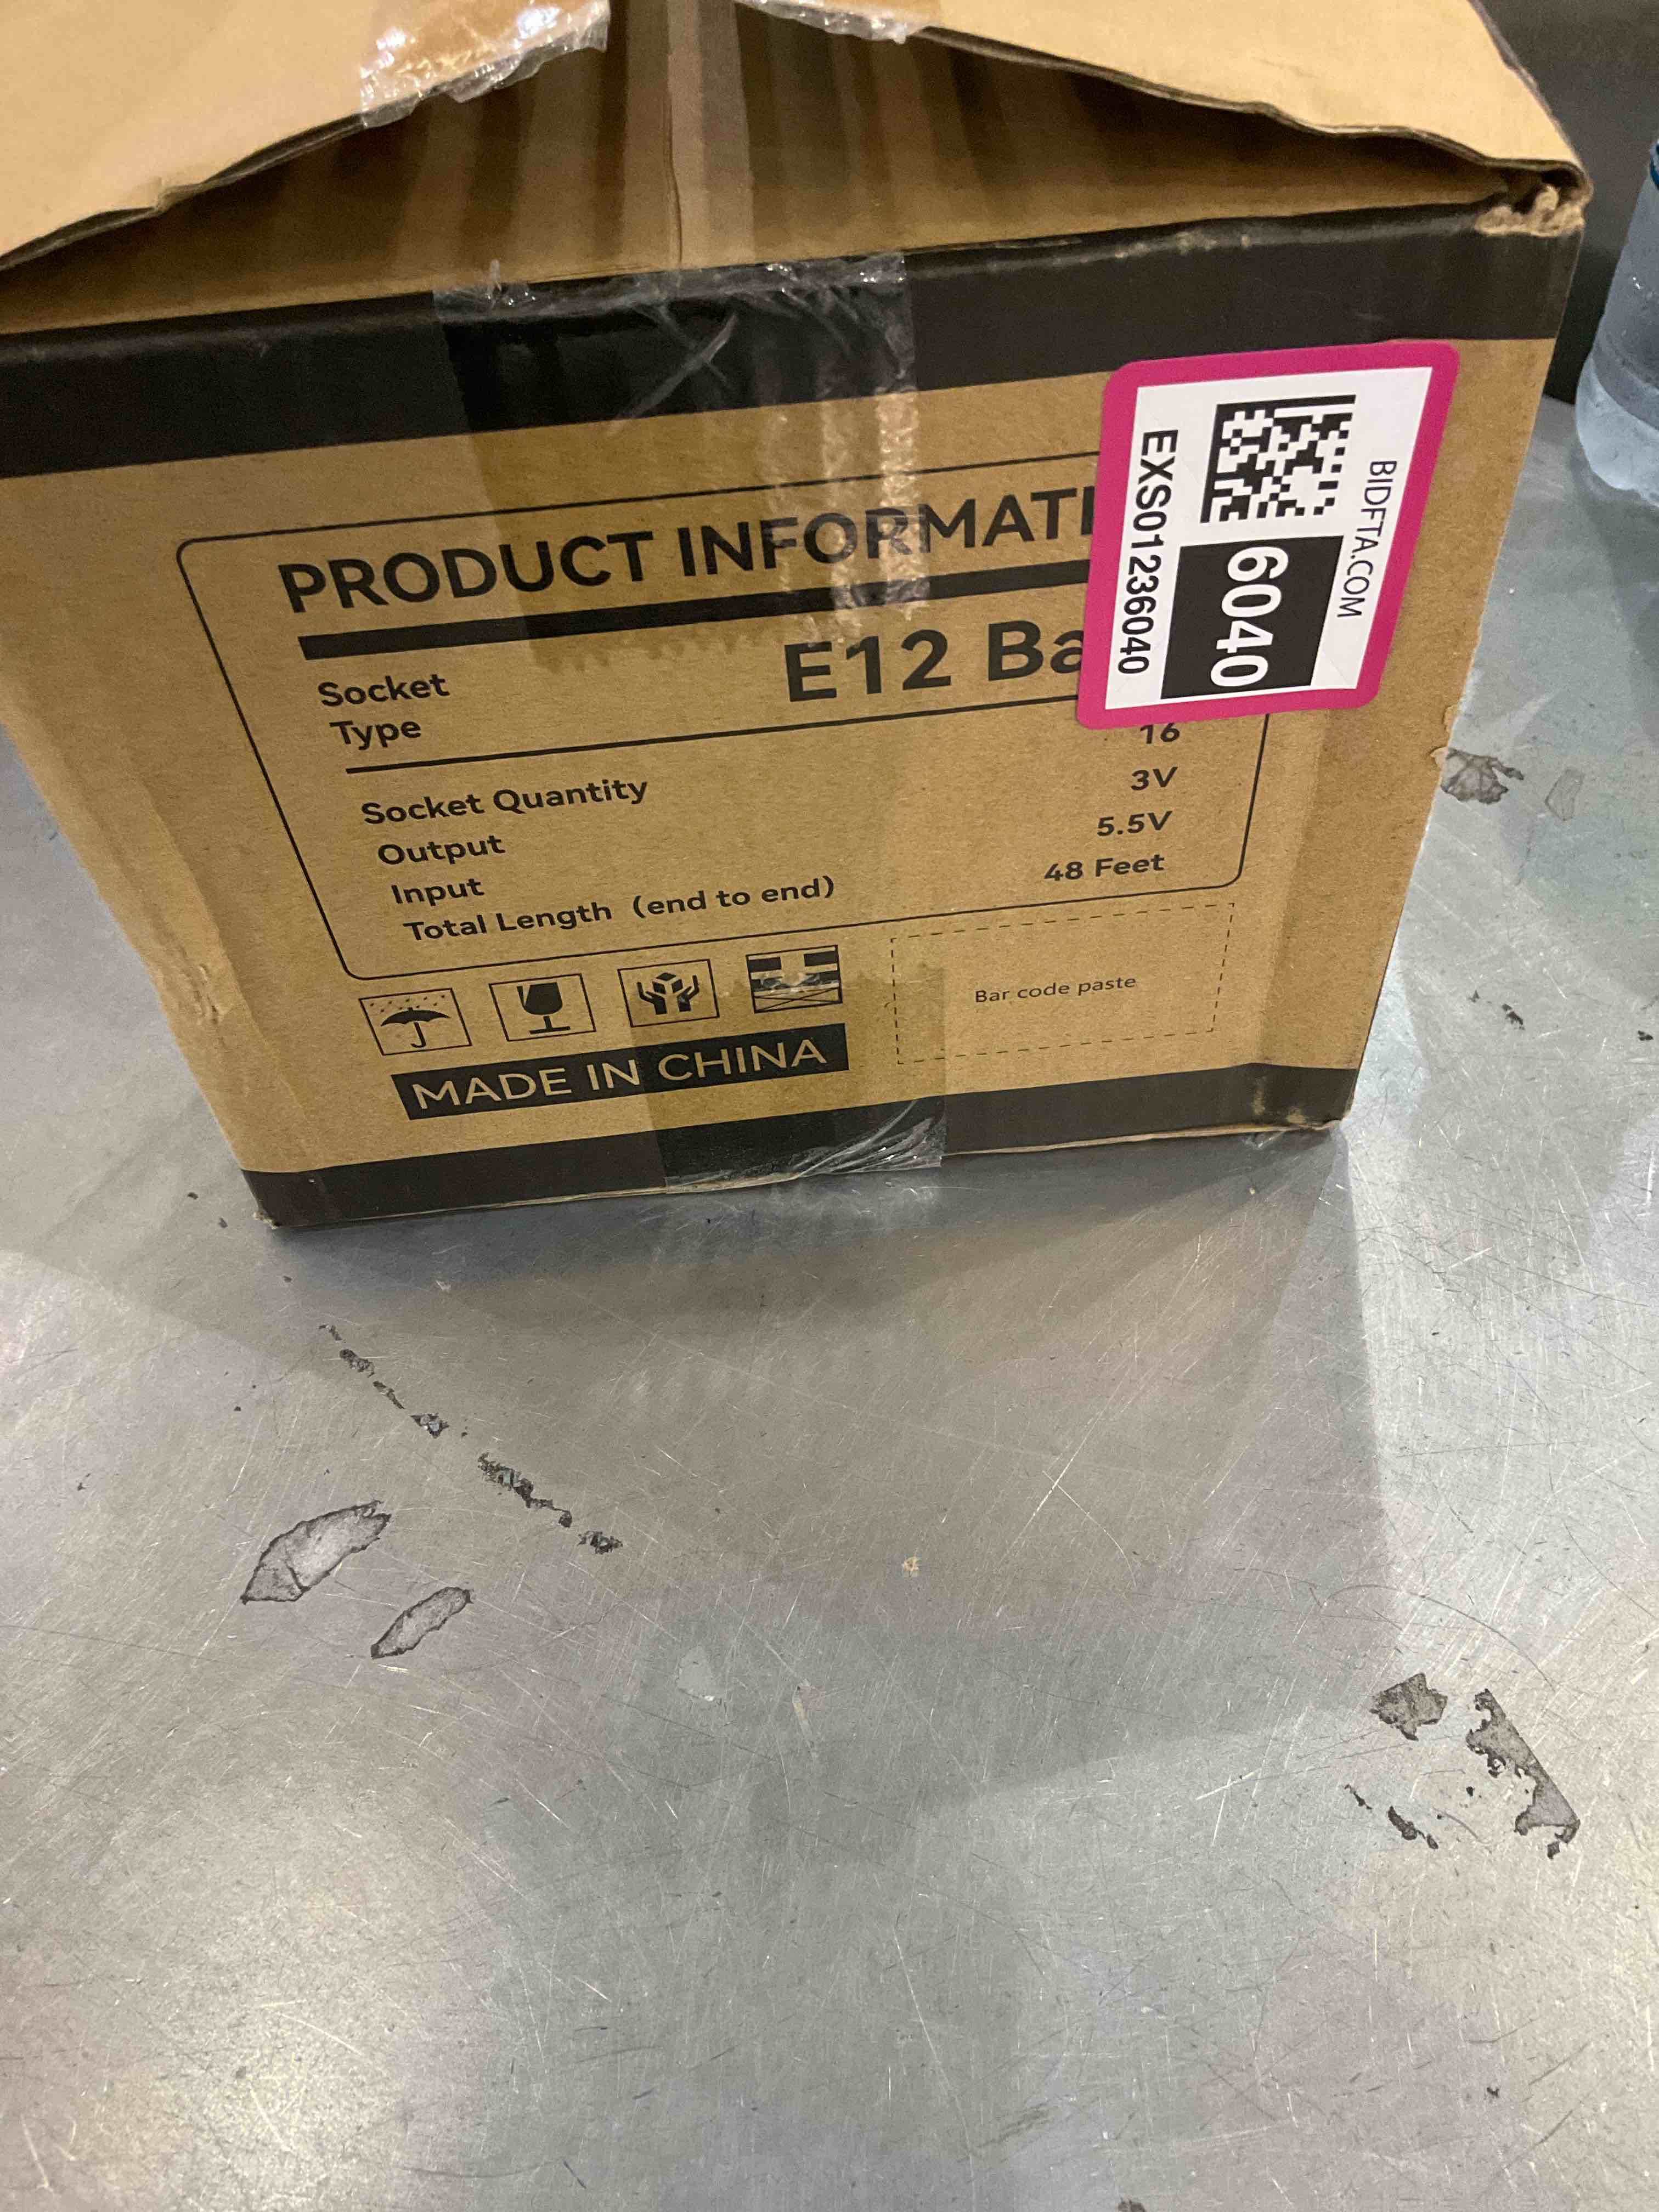 PRODUCT INFORMATI
Socket
Type
E12 Ba
Socket Quantity 16
Output 3V
Input 5.5V
Total Length (end to end) 48 Feet
Bar code paste
MADE IN CHINA
BIDFTA.COM
6040
EXS01236040